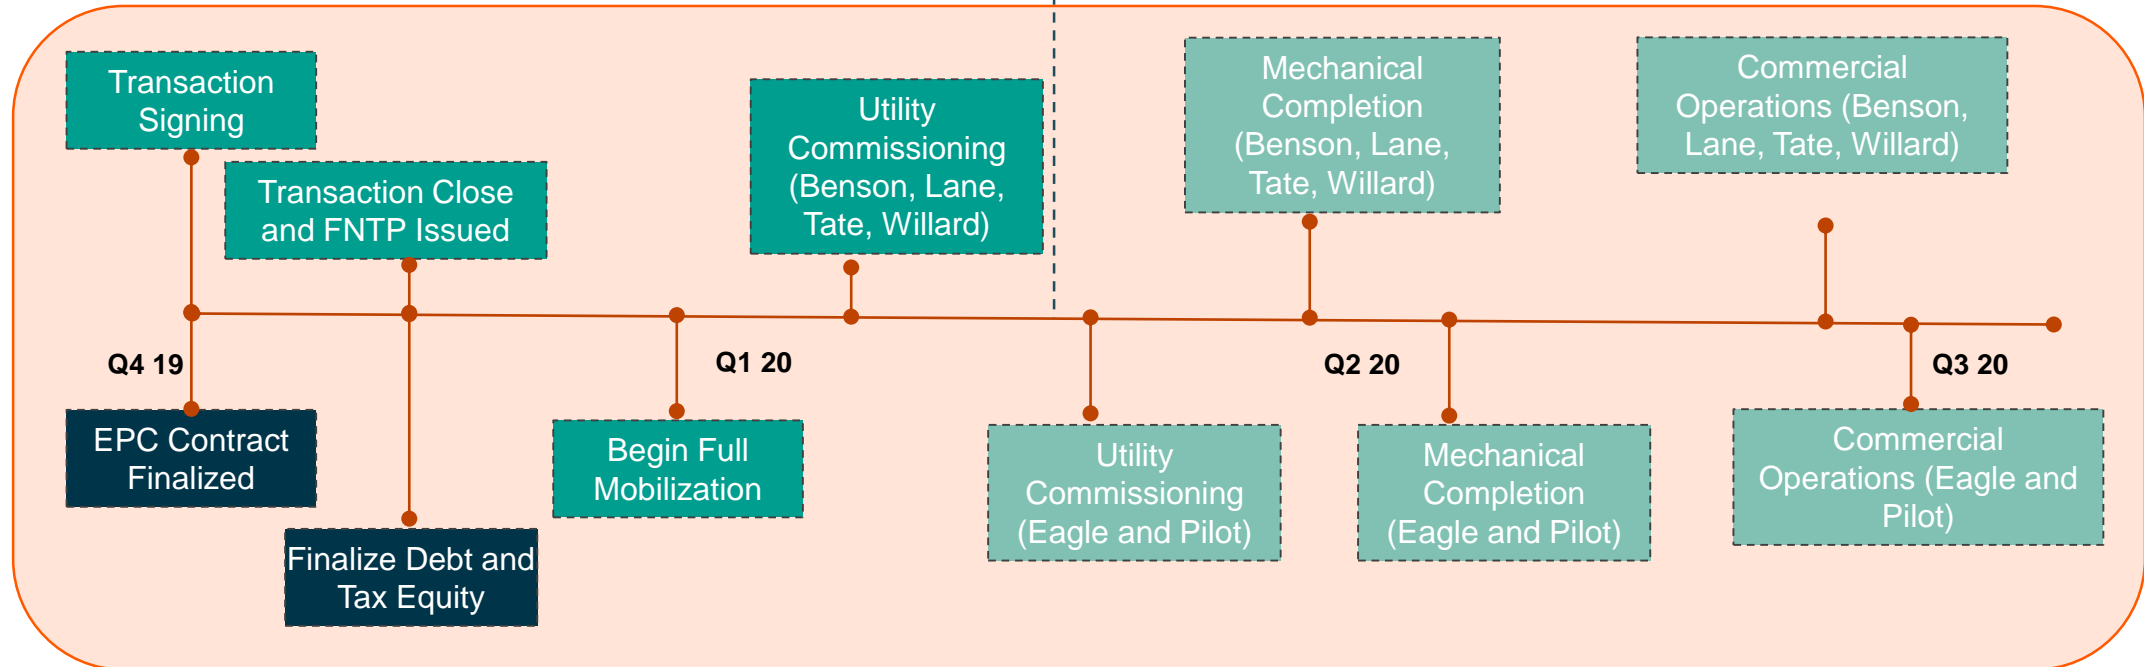 Transaction
Signing
Transaction Close
and FNTP Issued
Utility
Commissioning
(Benson, Lane,
Tate, Willard)
Mechanical
Completion
(Benson, Lane,
Tate, Willard)
Commercial
Operations (Benson,
Lane, Tate, Willard)
Q4 19
Q1 20
Q2 20
Q3 20
EPC Contract
Finalized
Finalize Debt and
Tax Equity
Begin Full
Mobilization
Utility
Commissioning
(Eagle and Pilot)
Mechanical
Completion
(Eagle and Pilot)
Commercial
Operations (Eagle and
Pilot)